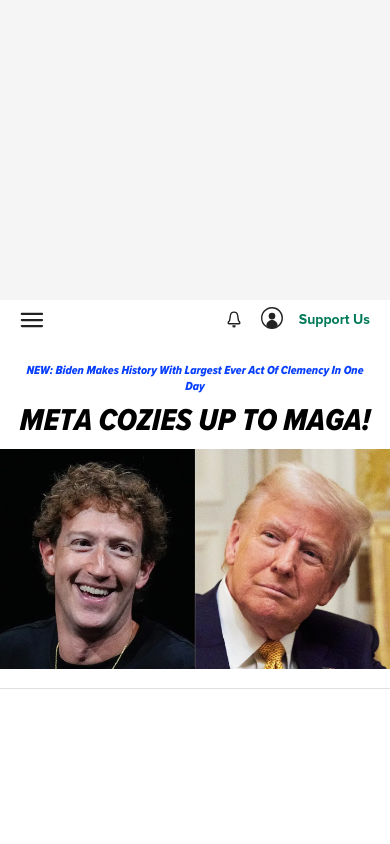 Support Us
NEW: Biden Makes History With Largest Ever Act Of Clemency In One
Day
META COZIES UP TO MAGA!